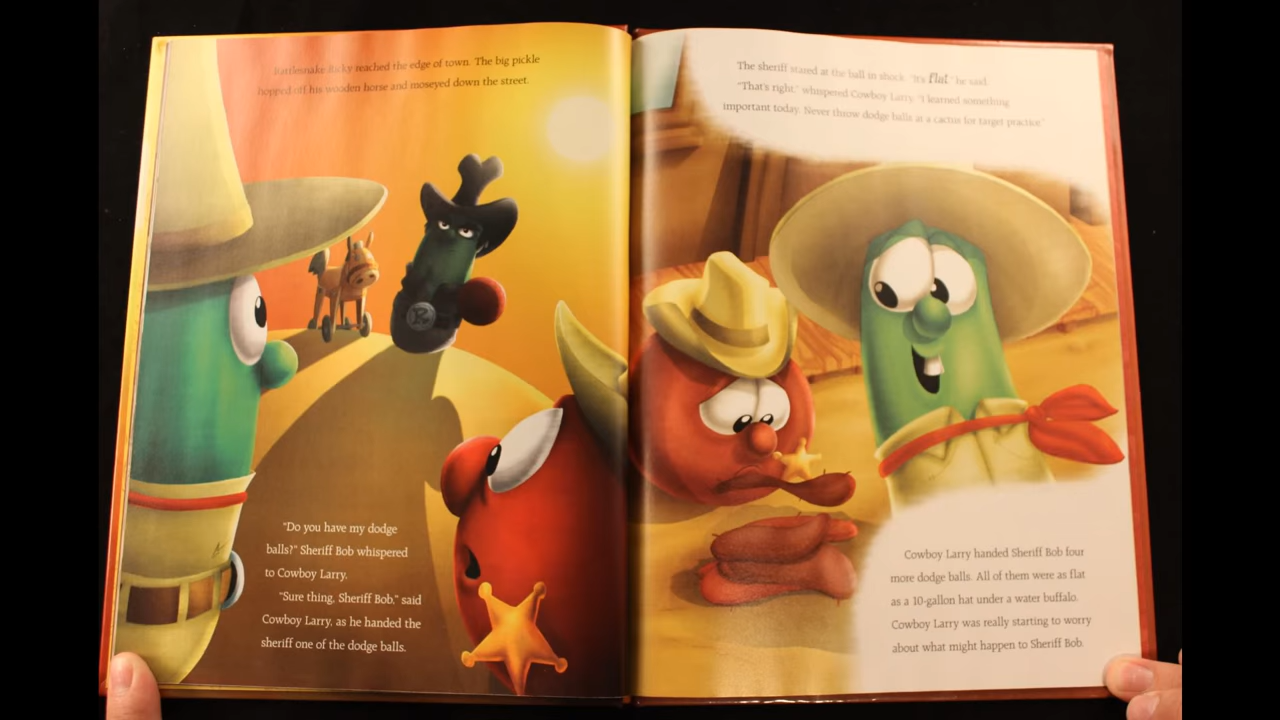 Rattlesnake Ricky reached the edge of town. The big pickle
hopped off his wooden horse and moseyed down the street.
"Do you have my dodge
balls?" Sheriff Bob whispered
to Cowboy Larry.
"Sure thing, Sheriff Bob," said
Cowboy Larry, as he handed the
sheriff one of the dodge balls.
The sheriff stared at the ball in shock. "It's flat," he said.
"That's right," whispered Cowboy Larry. "I learned something
important today. Never throw dodge balls at a cactus for target practice."
Cowboy Larry handed Sheriff Bob four
more dodge balls. All of them were as flat
as a 10-gallon hat under a water buffalo.
Cowboy Larry was really starting to worry
about what might happen to Sheriff Bob.